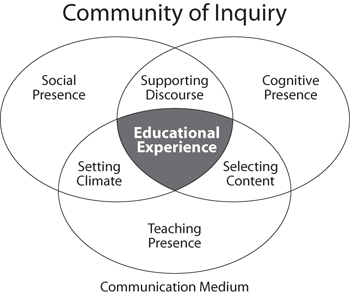 Community of Inquiry
Social
Presence
Supporting
Discourse
Cognitive
Presence
Educational
Experience
Setting
Climate
Selecting
Content
Teaching
Presence
Communication Medium